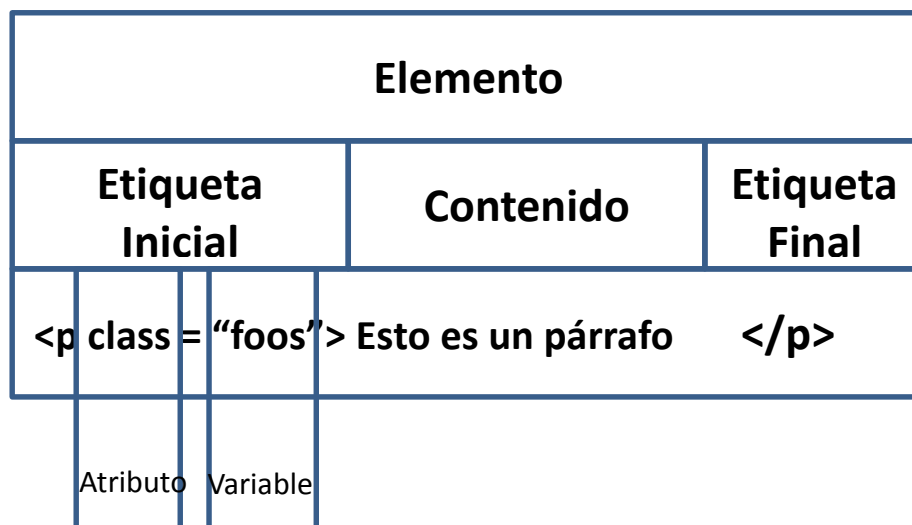 Elemento
Etiqueta
Inicial
Contenido
Etiqueta
Final
<p class = “foos”> Esto es un párrafo </p>
Atributo Variable